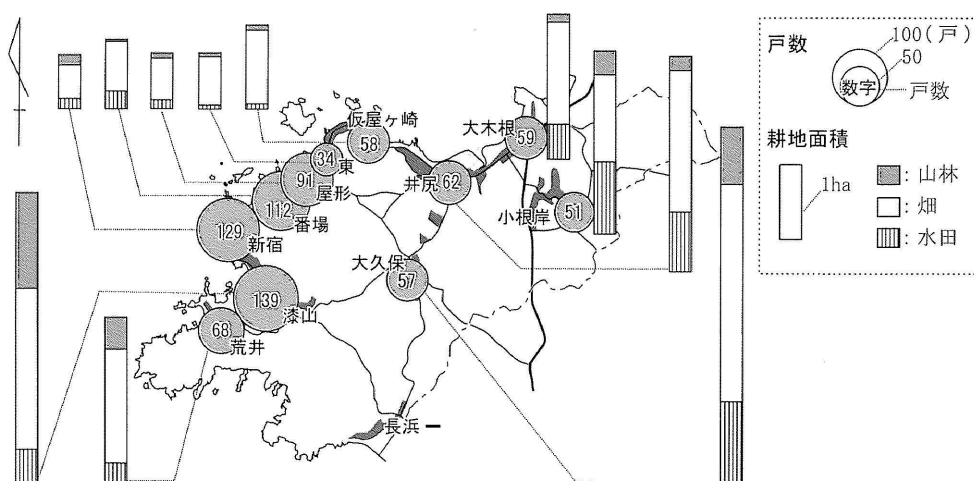 仮屋ヶ崎
58
大木根
59
34
東
91
屋形
井尻
62
小根岸
51
112
番場
129
新宿
大久保
57
139
漆山
68
荒井
長浜
戸数
100(戸)
50
数字
戸数
耕地面積
1ha
:山林
:畑
:水田